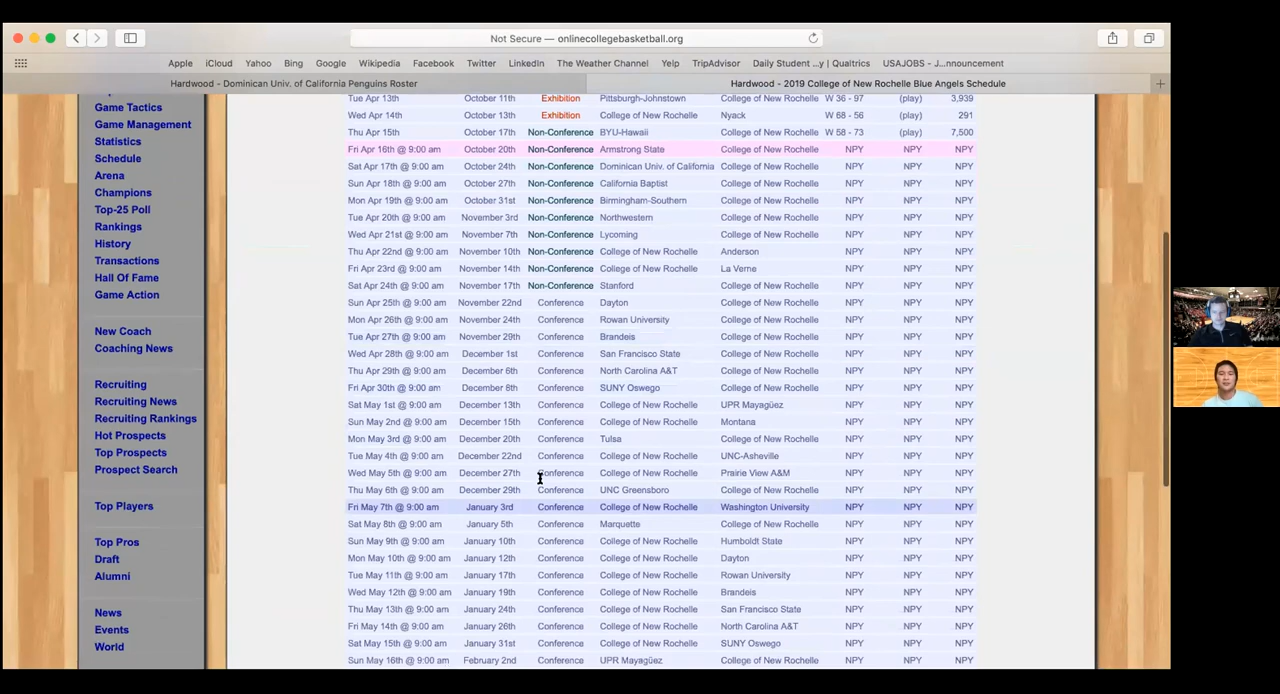 Not Secure — onlinecollegebasketball.org
Apple iCloud Yahoo Bing Google Wikipedia Facebook Twitter LinkedIn The Weather Channel Yelp TripAdvisor Daily Student ...y | Qualtrics USAJOBS - J...nnouncement
Hardwood - Dominican Univ. of California Penguins Roster
Hardwood - 2019 College of New Rochelle Blue Angels Schedule
Game Tactics
Game Management
Statistics
Schedule
Arena
Champions
Top-25 Poll
Rankings
History
Transactions
Hall Of Fame
Game Action
New Coach
Coaching News
Recruiting
Recruiting News
Recruiting Rankings
Hot Prospects
Top Prospects
Prospect Search
Top Players
Top Pros
Draft
Alumni
News
Events
World
Tue Apr 13th October 11th Exhibition Pittsburgh-Johnstown College of New Rochelle W 36 - 97 (play) 3,939
Wed Apr 14th October 13th Exhibition College of New Rochelle Nyack W 68 - 56 (play) 291
Thu Apr 15th October 17th Non-Conference BYU-Hawaii College of New Rochelle W 58 - 73 (play) 7,500
Fri Apr 16th @ 9:00 am October 20th Non-Conference Armstrong State College of New Rochelle NPY NPY NPY
Sat Apr 17th @ 9:00 am October 24th Non-Conference Dominican Univ. of California College of New Rochelle NPY NPY NPY
Sun Apr 18th @ 9:00 am October 27th Non-Conference California Baptist College of New Rochelle NPY NPY NPY
Mon Apr 19th @ 9:00 am October 31st Non-Conference Birmingham-Southern College of New Rochelle NPY NPY NPY
Tue Apr 20th @ 9:00 am November 3rd Non-Conference Northwestern College of New Rochelle NPY NPY NPY
Wed Apr 21st @ 9:00 am November 7th Non-Conference Lycoming College of New Rochelle NPY NPY NPY
Thu Apr 22nd @ 9:00 am November 10th Non-Conference College of New Rochelle Anderson NPY NPY NPY
Fri Apr 23rd @ 9:00 am November 14th Non-Conference College of New Rochelle La Verne NPY NPY NPY
Sat Apr 24th @ 9:00 am November 17th Non-Conference College of New Rochelle Stanford NPY NPY NPY
Sun Apr 25th @ 9:00 am November 22nd Conference Dayton College of New Rochelle NPY NPY NPY
Mon Apr 26th @ 9:00 am November 24th Conference Rowan University College of New Rochelle NPY NPY NPY
Tue Apr 27th @ 9:00 am November 29th Conference Brandeis College of New Rochelle NPY NPY NPY
Wed Apr 28th @ 9:00 am December 1st Conference San Francisco State College of New Rochelle NPY NPY NPY
Thu Apr 29th @ 9:00 am December 6th Conference North Carolina A&T College of New Rochelle NPY NPY NPY
Fri Apr 30th @ 9:00 am December 8th Conference SUNY Oswego College of New Rochelle NPY NPY NPY
Sat May 1st @ 9:00 am December 13th Conference College of New Rochelle UPR Mayagüez NPY NPY NPY
Sun May 2nd @ 9:00 am December 15th Conference College of New Rochelle Montana NPY NPY NPY
Mon May 3rd @ 9:00 am December 20th Conference Tulsa College of New Rochelle NPY NPY NPY
Tue May 4th @ 9:00 am December 22nd Conference College of New Rochelle UNC-Asheville NPY NPY NPY
Wed May 5th @ 9:00 am December 27th Conference College of New Rochelle Prairie View A&M NPY NPY NPY
Thu May 6th @ 9:00 am December 29th Conference UNC Greensboro College of New Rochelle NPY NPY NPY
Fri May 7th @ 9:00 am January 3rd Conference College of New Rochelle Washington University NPY NPY NPY
Sat May 8th @ 9:00 am January 5th Conference Marquette College of New Rochelle NPY NPY NPY
Sun May 9th @ 9:00 am January 10th Conference College of New Rochelle Humboldt State NPY NPY NPY
Mon May 10th @ 9:00 am January 12th Conference College of New Rochelle Dayton NPY NPY NPY
Tue May 11th @ 9:00 am January 17th Conference College of New Rochelle Rowan University NPY NPY NPY
Wed May 12th @ 9:00 am January 19th Conference College of New Rochelle Brandeis NPY NPY NPY
Thu May 13th @ 9:00 am January 24th Conference College of New Rochelle San Francisco State NPY NPY NPY
Fri May 14th @ 9:00 am January 26th Conference College of New Rochelle North Carolina A&T NPY NPY NPY
Sat May 15th @ 9:00 am January 31st Conference College of New Rochelle SUNY Oswego NPY NPY NPY
Sun May 16th @ 9:00 am February 2nd Conference UPR Mayagüez College of New Rochelle NPY NPY NPY